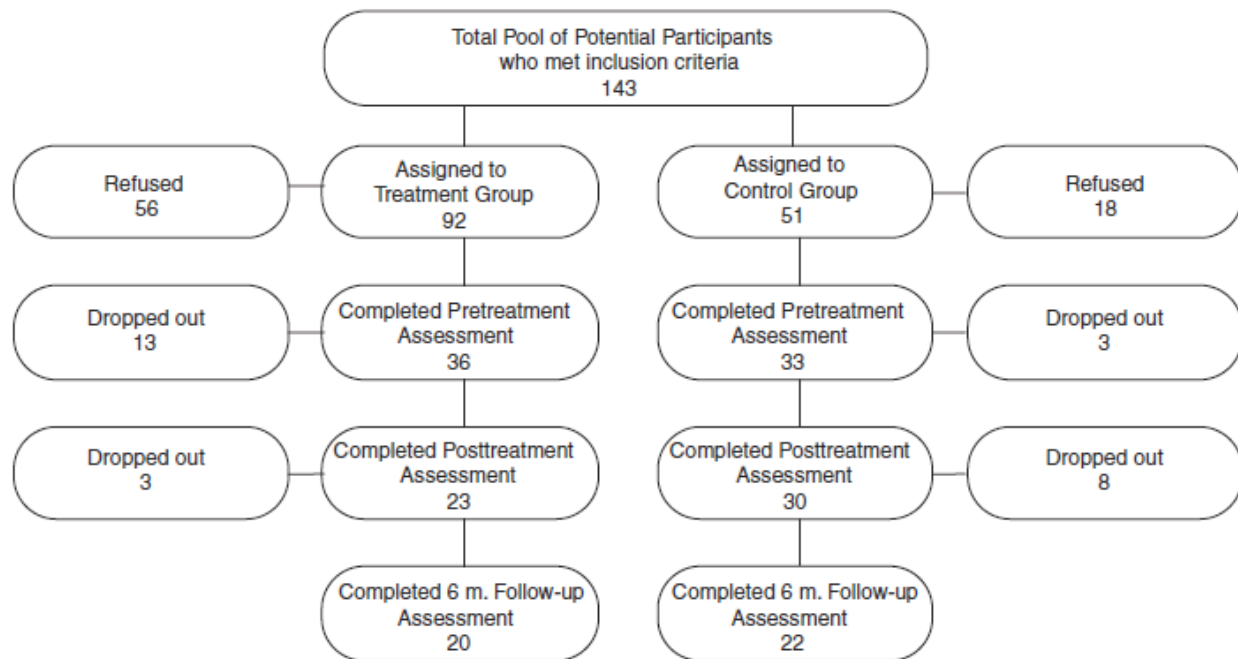 Total Pool of Potential Participants
who met inclusion criteria
143
Refused
56
Assigned to
Treatment Group
92
Assigned to
Control Group
51
Refused
18
Dropped out
13
Completed Pretreatment
Assessment
36
Completed Pretreatment
Assessment
33
Dropped out
3
Dropped out
3
Completed Posttreatment
Assessment
23
Completed Posttreatment
Assessment
30
Dropped out
8
Completed 6 m. Follow-up
Assessment
20
Completed 6 m. Follow-up
Assessment
22